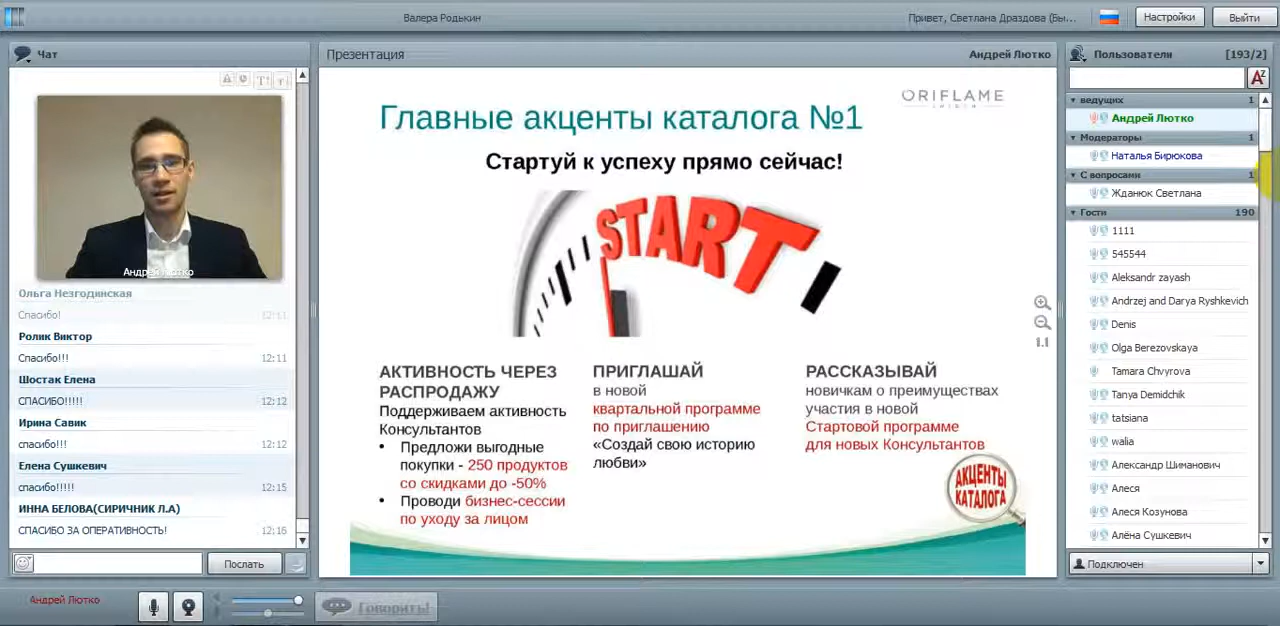 Валера Родькин
Привет, Светлана Драздова (Бы...
Настройки
Выйти
Чат
Андрей Лютко
Ольга Незгодинская
Спасибо! 12:11
Ролик Виктор
Спасибо!!! 12:11
Шостак Елена
СПАСИБО!!!!! 12:12
Ирина Савик
спасибо!!! 12:12
Елена Сушкевич
спасибо!!!!! 12:15
ИННА БЕЛОВА(СИРИЧНИК Л.А)
СПАСИБО ЗА ОПЕРАТИВНОСТЬ! 12:16
Послать
Презентация
Андрей Лютко
ORIFLAME
SWEDEN
Главные акценты каталога №1
Стартуй к успеху прямо сейчас!
START
АКТИВНОСТЬ ЧЕРЕЗ
РАСПРОДАЖУ
Поддерживаем активность
Консультантов
• Предложи выгодные
покупки - 250 продуктов
со скидками до -50%
• Проводи бизнес-сессии
по уходу за лицом
ПРИГЛАШАЙ
в новой
квартальной программе
по приглашению
«Создай свою историю
любви»
РАССКАЗЫВАЙ
новичкам о преимуществах
участия в новой
Стартовой программе
для новых Консультантов
АКЦЕНТЫ
КАТАЛОГА
1.1
Пользователи [193/2]
ведущих 1
Андрей Лютко
Модераторы 1
Наталья Бирюкова
С вопросами 1
Жданюк Светлана
Гости 190
1111
545544
Aleksandr zayash
Andrzej and Darya Ryshkevich
Denis
Olga Berezovskaya
Tamara Chvyrova
Tanya Demidchik
tatsiana
walia
Александр Шинанович
Алеся
Алеся Козунова
Алёна Сушкевич
Подключен
Андрей Лютко
Говорить!